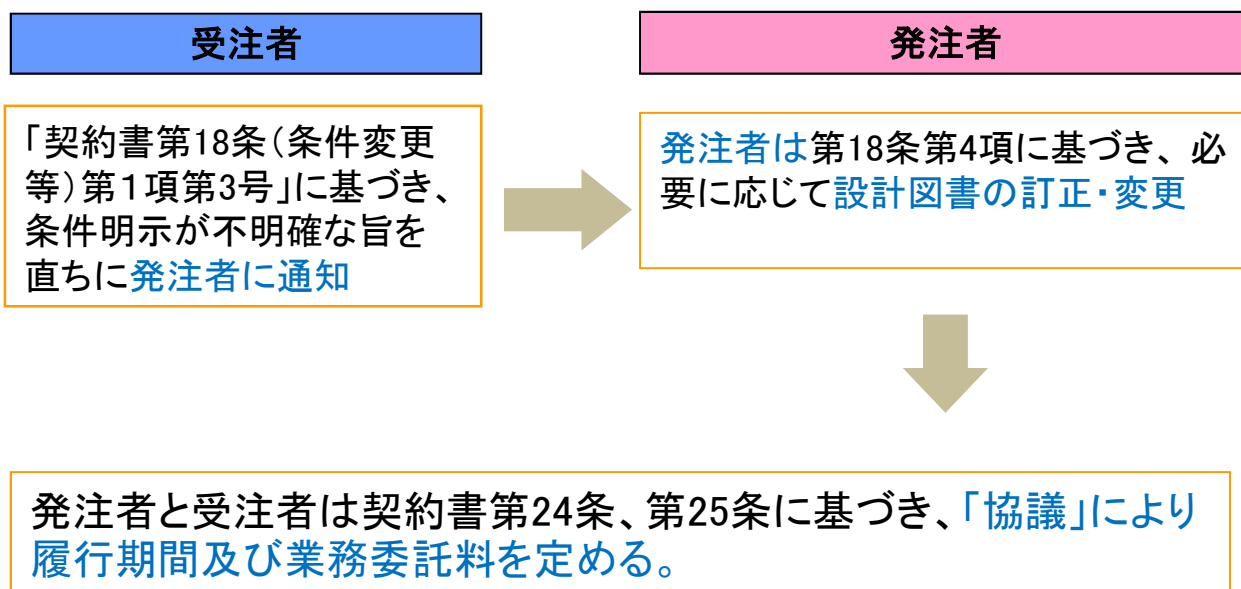 受注者
発注者
「契約書第18条(条件変更
等)第1項第3号」に基づき、
条件明示が不明確な旨を
直ちに発注者に通知
発注者は第18条第4項に基づき、必
要に応じて設計図書の訂正・変更
発注者と受注者は契約書第24条、第25条に基づき、「協議」により
履行期間及び業務委託料を定める。